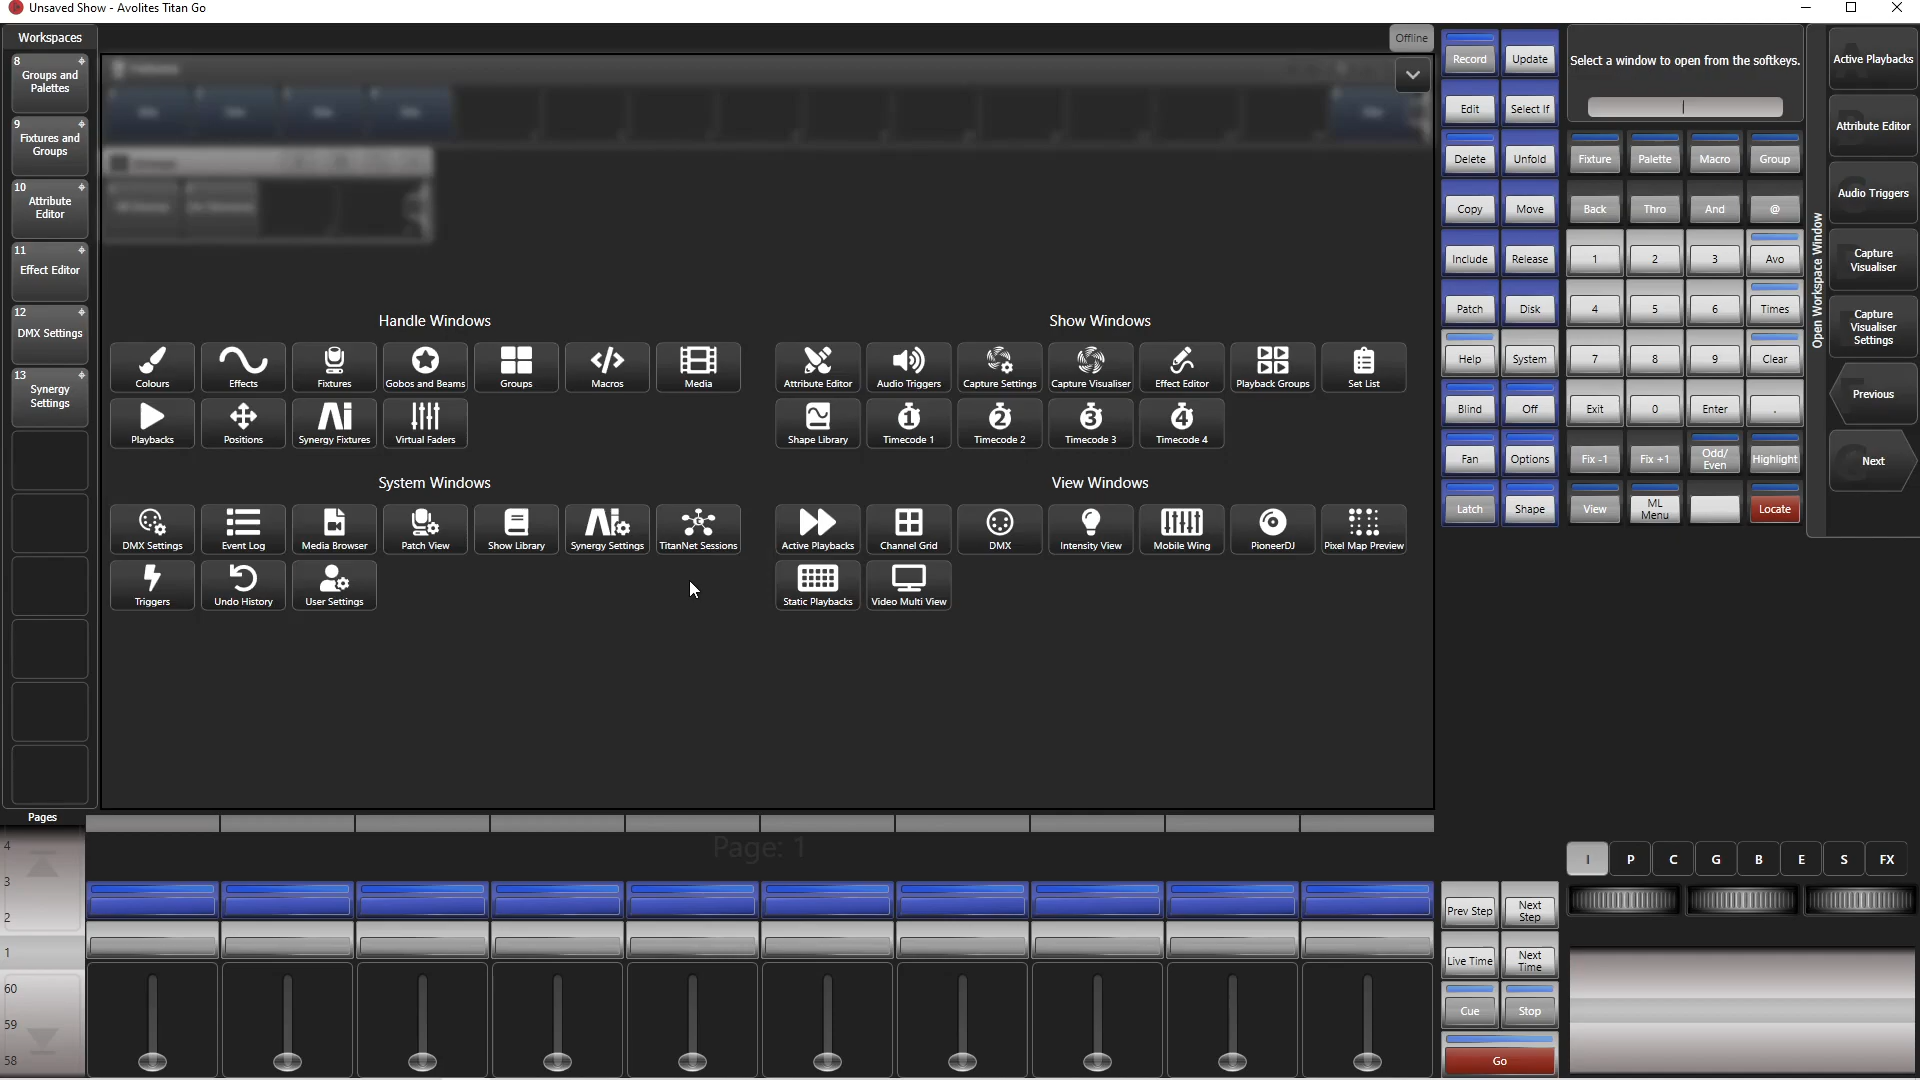 Unsaved Show - Avolites Titan Go
Workspaces
8
Groups and
Palettes
9
Fixtures and
Groups
10
Attribute
Editor
11
Effect Editor
12
DMX Settings
13
Synergy
Settings
Offline
Handle Windows
Colours
Effects
Fixtures
Gobos and Beams
Groups
Macros
Media
Playbacks
Positions
Synergy Fixtures
Virtual Faders
Show Windows
Attribute Editor
Audio Triggers
Capture Settings
Capture Visualiser
Effect Editor
Playback Groups
Set List
Shape Library
1
Timecode 1
2
Timecode 2
3
Timecode 3
4
Timecode 4
System Windows
DMX Settings
Event Log
Media Browser
Patch View
Show Library
Synergy Settings
TitanNet Sessions
Triggers
Undo History
User Settings
View Windows
Active Playbacks
Channel Grid
DMX
Intensity View
Mobile Wing
PioneerDJ
Pixel Map Preview
Static Playbacks
Video Multi View
Record
Update
Edit
Select If
Delete
Unfold
Copy
Move
Include
Release
Patch
Disk
Help
System
Blind
Off
Fan
Options
Latch
Shape
Select a window to open from the softkeys.
Fixture
Palette
Macro
Group
Back
Thro
And
@
1
2
3
Avo
4
5
6
Times
7
8
9
Clear
Exit
0
Enter
.
Fix -1
Fix +1
Odd/
Even
Highlight
View
ML
Menu
Locate
Open Workspace Window
Active Playbacks
Attribute Editor
Audio Triggers
Capture
Visualiser
Capture
Visualiser
Settings
Previous
Next
Pages
4
3
2
1
60
59
58
Page: 1
I
P
C
G
B
E
S
FX
Prev Step
Next
Step
Live Time
Next
Time
Cue
Stop
Go